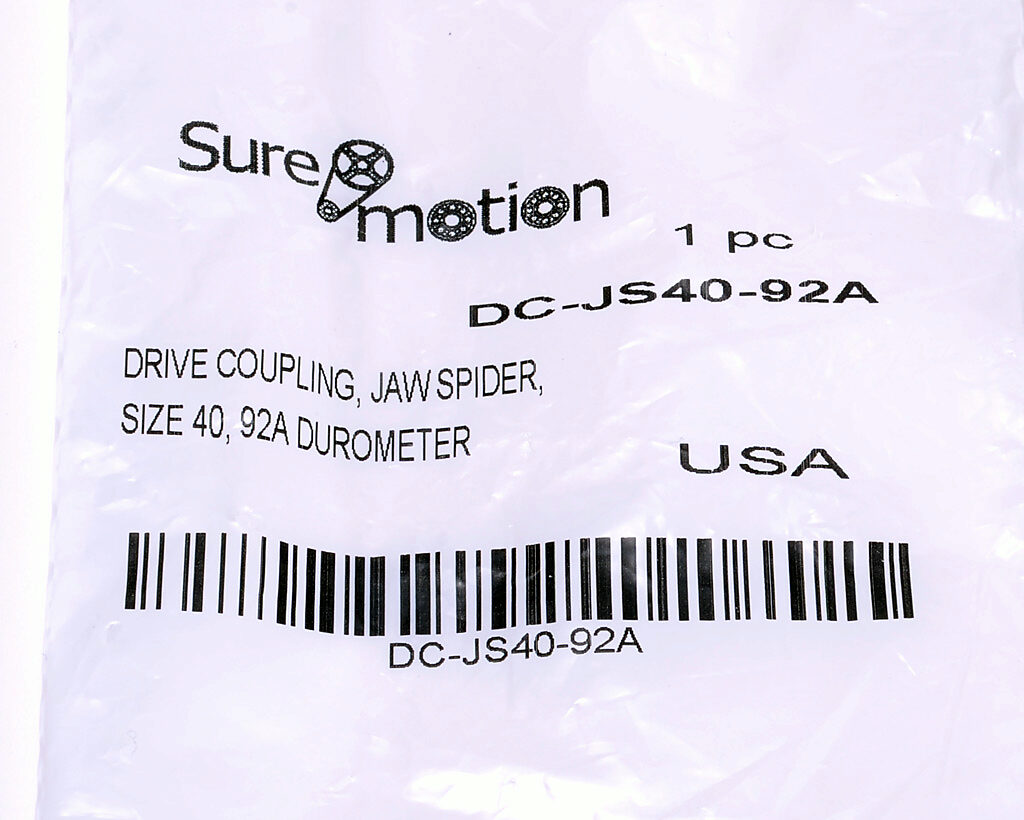 Sure
motion
1 pc
DC-JS40-92A
DRIVE COUPLING, JAW SPIDER,
SIZE 40, 92A DUROMETER
USA
DC-JS40-92A